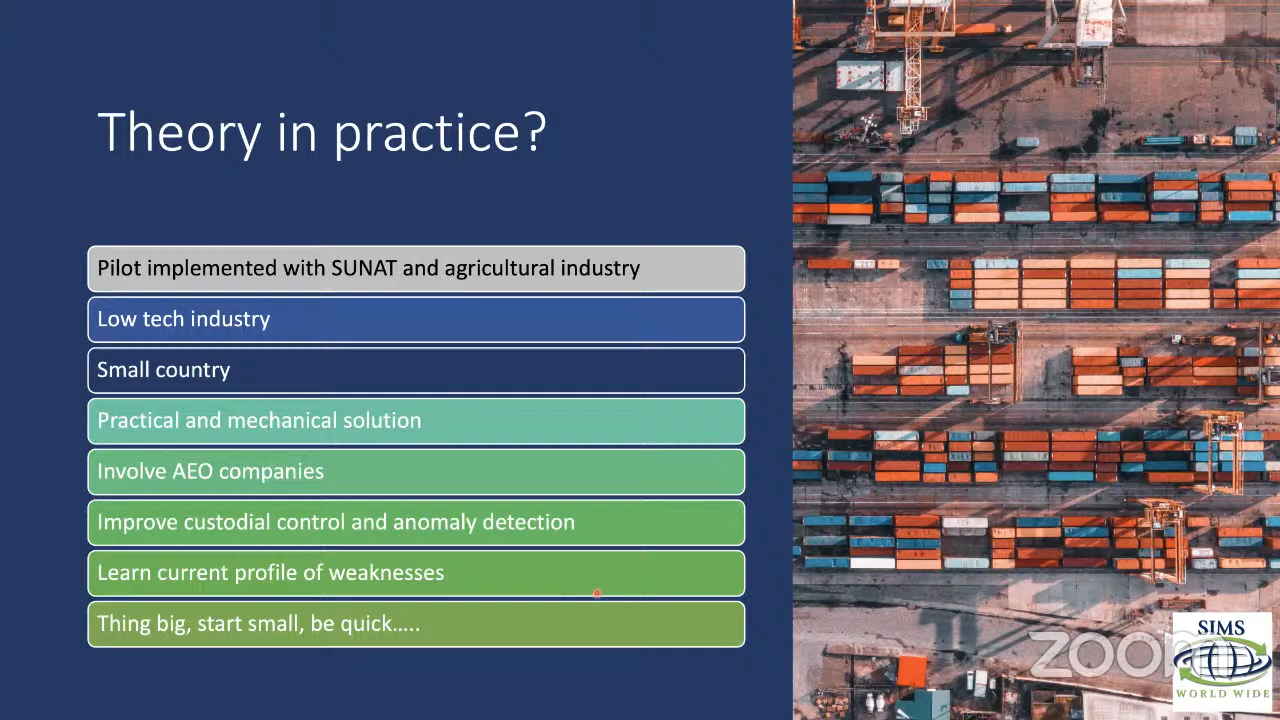 Theory in practice?
Pilot implemented with SUNAT and agricultural industry
Low tech industry
Small country
Practical and mechanical solution
Involve AEO companies
Improve custodial control and anomaly detection
Learn current profile of weaknesses
Thing big, start small, be quick.....
zoom
SIMS
WORLD WIDE